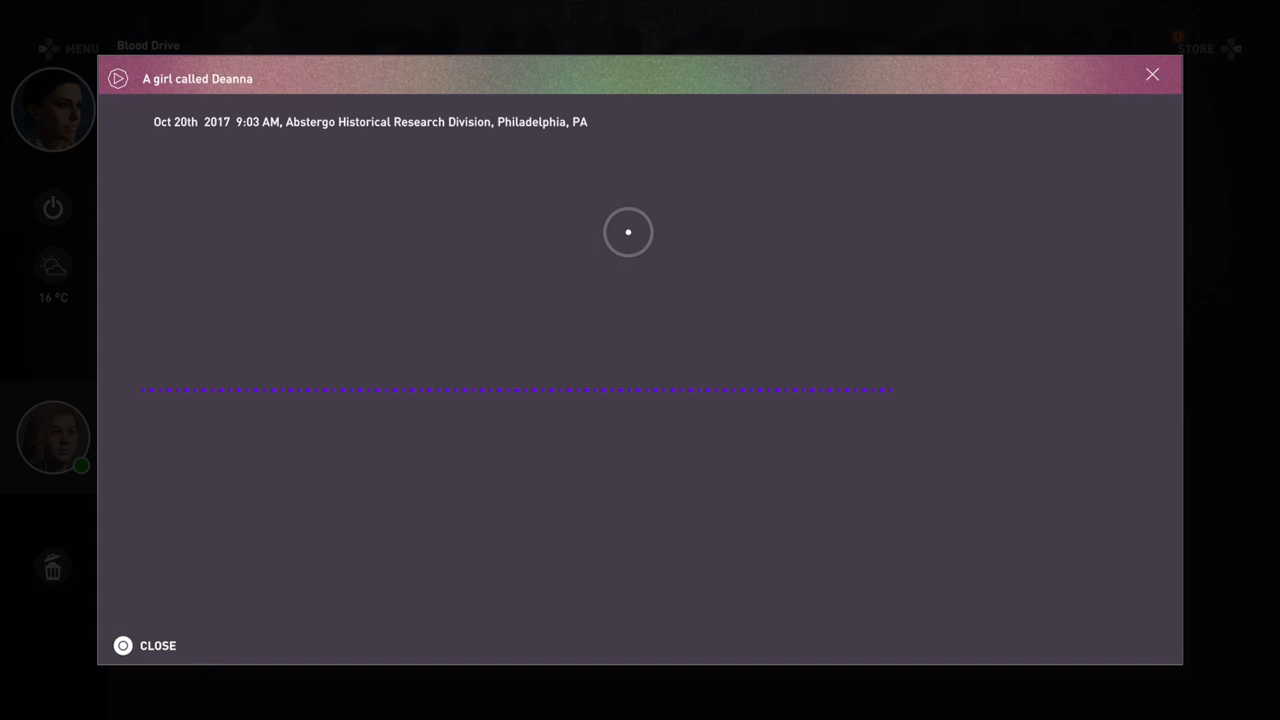 MENU
Blood Drive
STORE
A girl called Deanna
Oct 20th 2017 9:03 AM, Abstergo Historical Research Division, Philadelphia, PA
16 °C
CLOSE